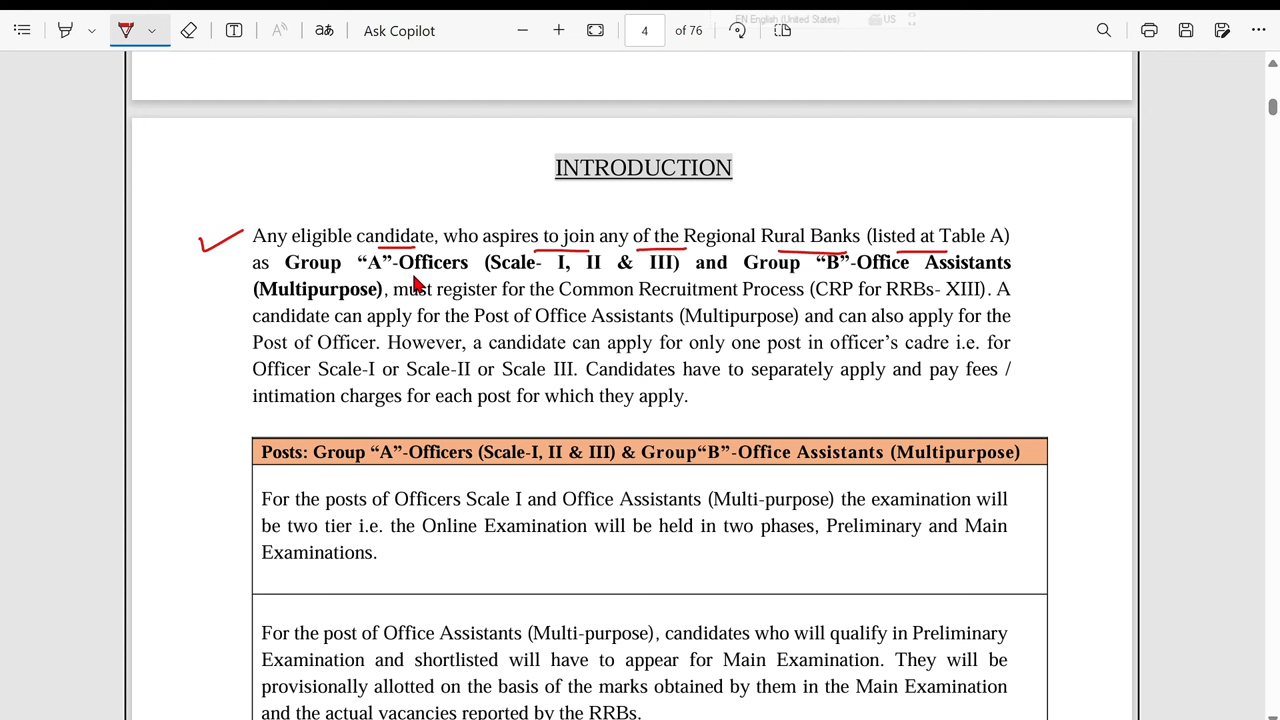 EN English (United States) US
Ask Copilot 4 of 76
INTRODUCTION
Any eligible candidate, who aspires to join any of the Regional Rural Banks (listed at Table A)
as Group “A”-Officers (Scale- I, II & III) and Group “B”-Office Assistants
(Multipurpose), must register for the Common Recruitment Process (CRP for RRBs- XIII). A
candidate can apply for the Post of Office Assistants (Multipurpose) and can also apply for the
Post of Officer. However, a candidate can apply for only one post in officer’s cadre i.e. for
Officer Scale-I or Scale-II or Scale III. Candidates have to separately apply and pay fees /
intimation charges for each post for which they apply.
Posts: Group “A”-Officers (Scale-I, II & III) & Group“B”-Office Assistants (Multipurpose)
For the posts of Officers Scale I and Office Assistants (Multi-purpose) the examination will
be two tier i.e. the Online Examination will be held in two phases, Preliminary and Main
Examinations.
For the post of Office Assistants (Multi-purpose), candidates who will qualify in Preliminary
Examination and shortlisted will have to appear for Main Examination. They will be
provisionally allotted on the basis of the marks obtained by them in the Main Examination
and the actual vacancies reported by the RRBs.